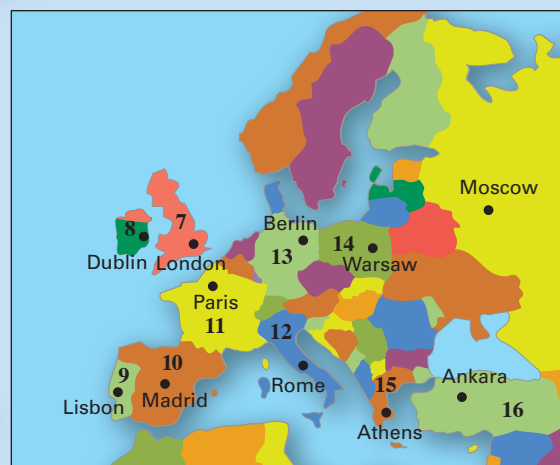 Moscow
Berlin
8
7
14
Dublin
London
13
Warsaw
Paris
11
12
10
9
Rome
15
Ankara
Lisbon
Madrid
16
Athens